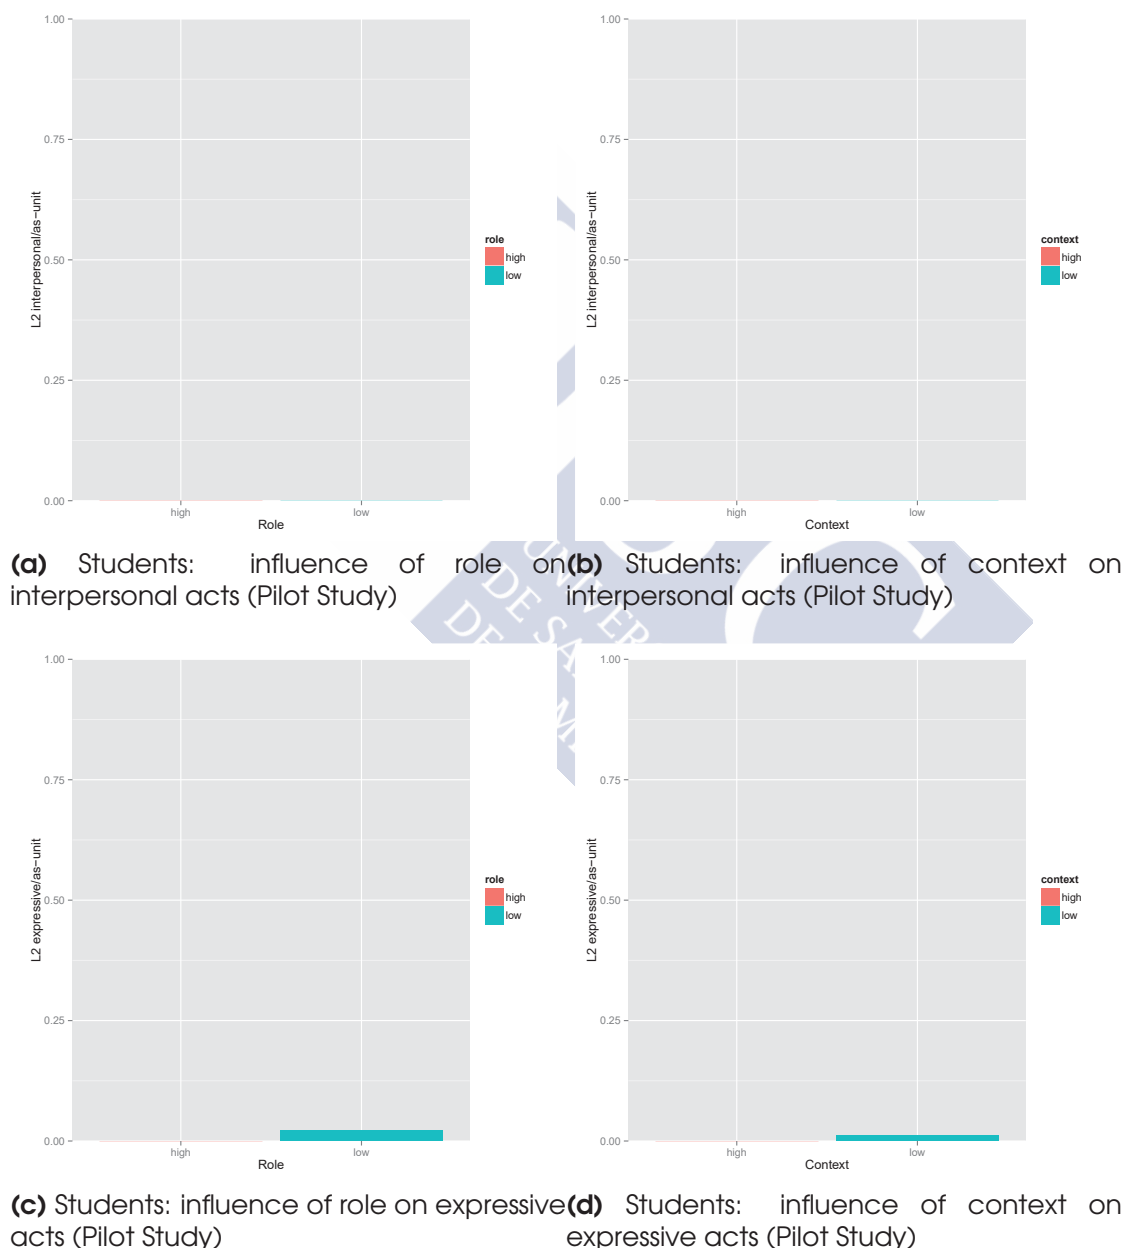 1.00
0.75
0.50
0.25
0.00
L2 interpersonal/as−unit
high
low
Role
role
high
low
1.00
0.75
0.50
0.25
0.00
L2 interpersonal/as−unit
high
low
Context
context
high
low
(a) Students: influence of role on
interpersonal acts (Pilot Study)
(b) Students: influence of context on
interpersonal acts (Pilot Study)
DE
1.00
0.75
0.50
0.25
0.00
L2 expressive/as−unit
high
low
Role
role
high
low
1.00
0.75
0.50
0.25
0.00
L2 expressive/as−unit
high
low
Context
context
high
low
(c) Students: influence of role on expressive
acts (Pilot Study)
(d) Students: influence of context on
expressive acts (Pilot Study)